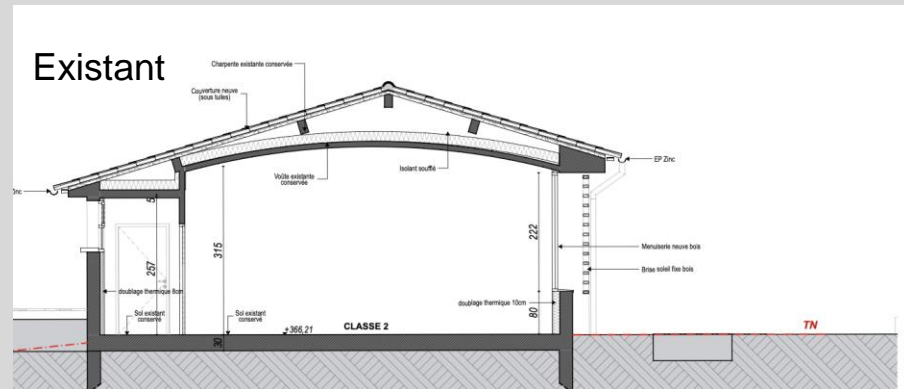 Existant
Charpente existante conservée
Couverture neuve
(sous tuiles)
EP Zinc
Voûte existante
conservée
Isolant soufflé
5
315
222
257
Menuiserie neuve bois
Brise soleil fixe bois
doublage thermique 8cm
doublage thermique 10cm
Sol existant
conservé
Sol existant
conservé
+366,21
CLASSE 2
80
30
TN